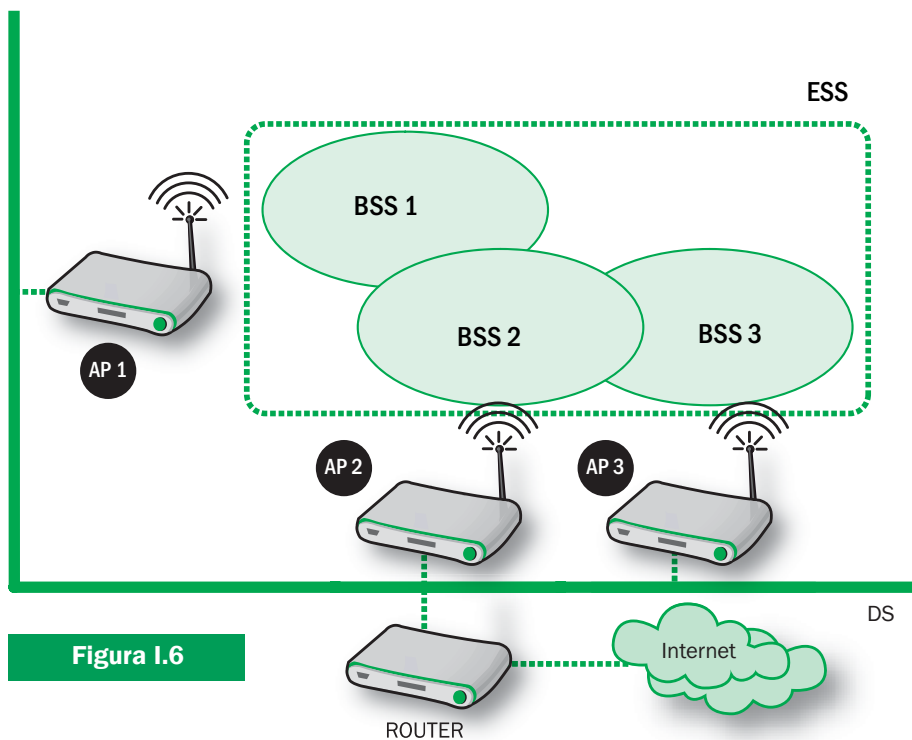 ESS
BSS 1
BSS 2
BSS 3
AP 1
AP 2
AP 3
DS
Figura I.6
Internet
ROUTER